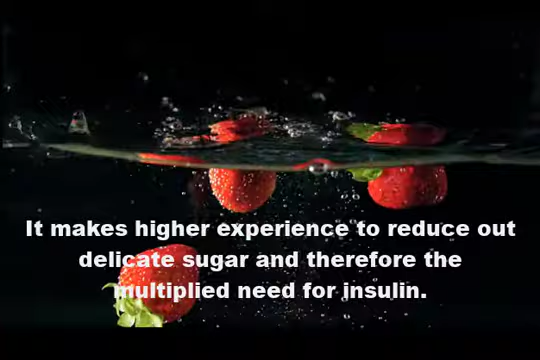 It makes higher experience to reduce out
delicate sugar and therefore the
multiplied need for insulin.